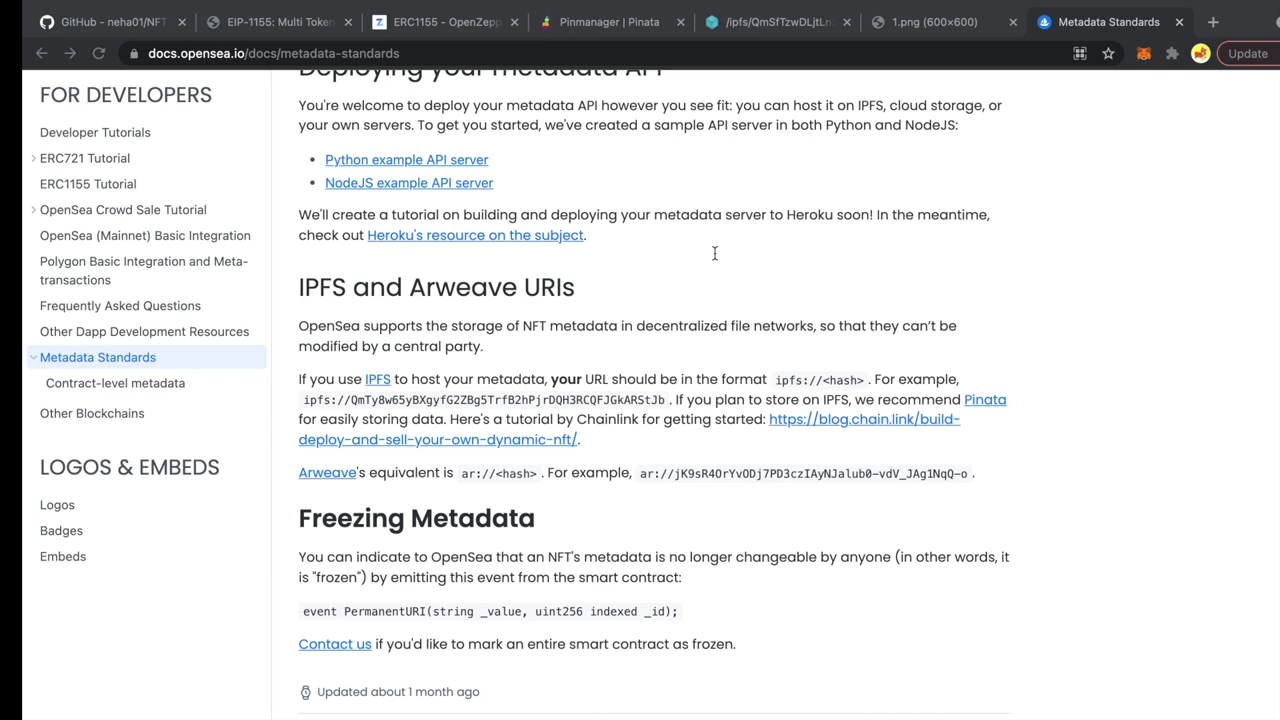 GitHub - neha01/NFT
EIP-1155: Multi Token
ERC1155 - OpenZepp
Pinmanager | Pinata
/ipfs/QmSfTzwDLjtLn
1.png (600×600)
Metadata Standards
docs.opensea.io/docs/metadata-standards
Update
FOR DEVELOPERS
Developer Tutorials
ERC721 Tutorial
ERC1155 Tutorial
OpenSea Crowd Sale Tutorial
OpenSea (Mainnet) Basic Integration
Polygon Basic Integration and Meta-
transactions
Frequently Asked Questions
Other Dapp Development Resources
Metadata Standards
Contract-level metadata
Other Blockchains
LOGOS & EMBEDS
Logos
Badges
Embeds
Deploying your metadata API
You're welcome to deploy your metadata API however you see fit: you can host it on IPFS, cloud storage, or
your own servers. To get you started, we've created a sample API server in both Python and NodeJS:
• Python example API server
• NodeJS example API server
We'll create a tutorial on building and deploying your metadata server to Heroku soon! In the meantime,
check out Heroku's resource on the subject.
IPFS and Arweave URIs
OpenSea supports the storage of NFT metadata in decentralized file networks, so that they can’t be
modified by a central party.
If you use IPFS to host your metadata, your URL should be in the format ipfs://<hash>. For example,
ipfs://QmTy8w65yBXgyfG2ZBg5TrfB2hPjrDQH3RCQFJGkARStJb. If you plan to store on IPFS, we recommend Pinata
for easily storing data. Here's a tutorial by Chainlink for getting started: https://blog.chain.link/build-
deploy-and-sell-your-own-dynamic-nft/.
Arweave's equivalent is ar://<hash>. For example, ar://jK9sR4OrYvODj7PD3czIAyNJalub0-vdV_JAg1NqQ-o.
Freezing Metadata
You can indicate to OpenSea that an NFT's metadata is no longer changeable by anyone (in other words, it
is "frozen") by emitting this event from the smart contract:
event PermanentURI(string _value, uint256 indexed _id);
Contact us if you'd like to mark an entire smart contract as frozen.
Updated about 1 month ago